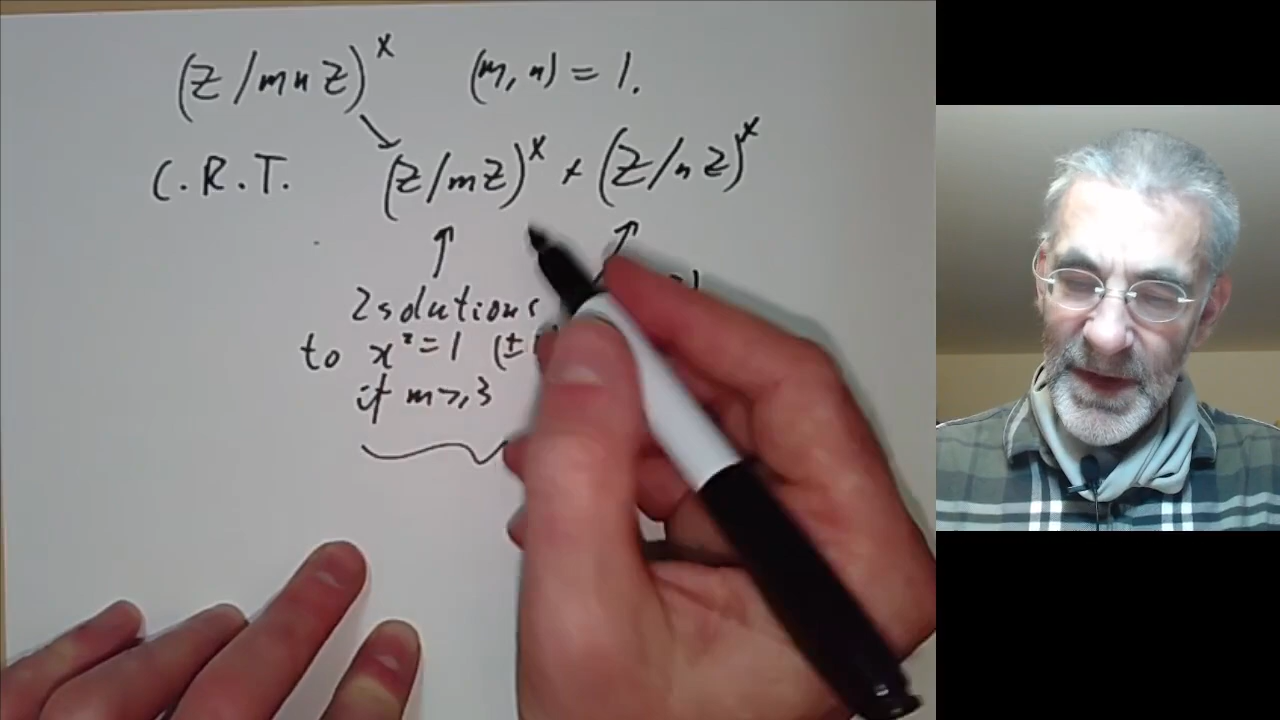 (Z/mnZ)^x (m, n) = 1.
C.R.T. (Z/mZ)^x × (Z/nZ)^x
2 solutions
to x² = 1 (±
if m ≥ 3